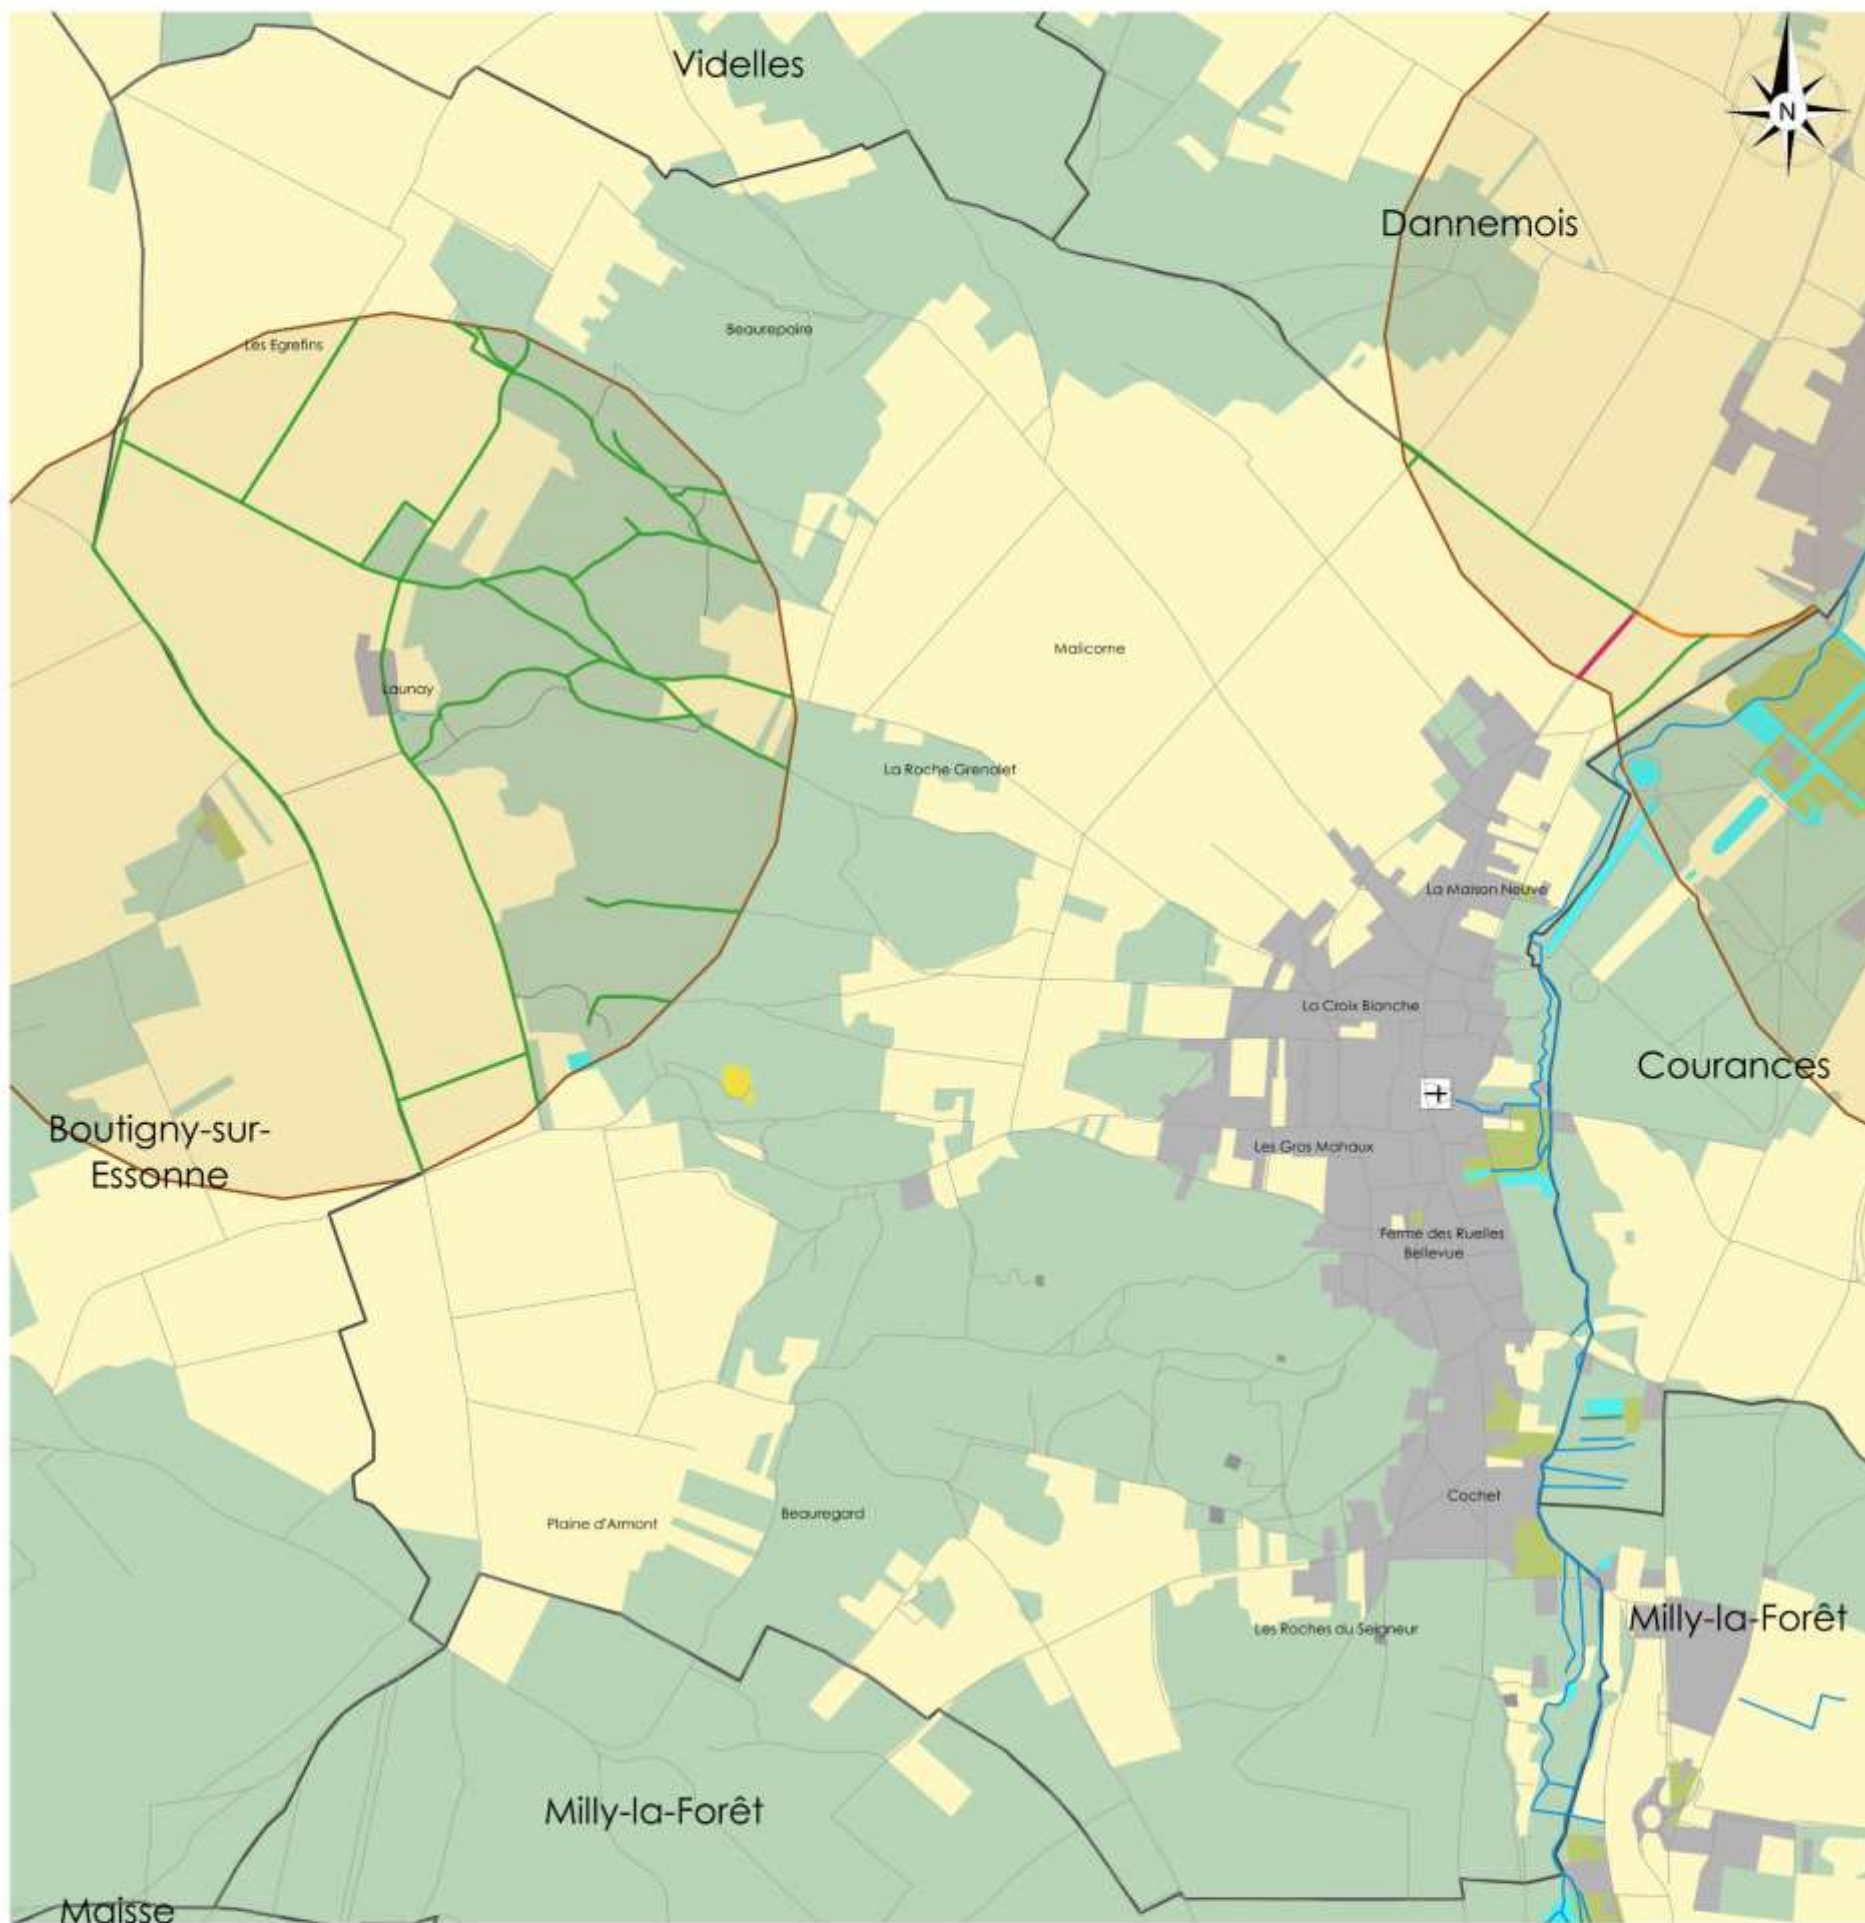 Videlles
N
Dannemois
Beaurepaire
Les Egrefins
Malicorne
Launay
La Roche Grenolet
La Maison Neuve
La Croix Blanche
Courances
Boutigny-sur-
Essonne
Les Gros Mahaux
Ferme des Ruelles
Bellevue
Cochet
Beauregard
Plaine d'Armont
Les Roches du Seigneur
Milly-la-Forêt
Milly-la-Forêt
Maisse